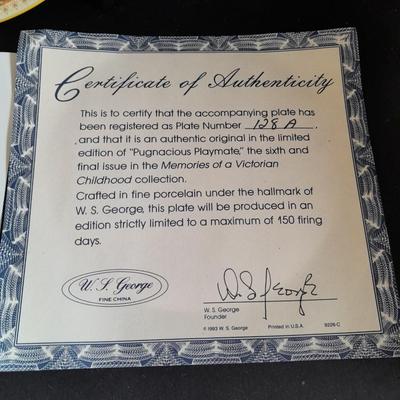 Certificate of Authenticity
This is to certify that the accompanying plate has
been registered as Plate Number 128 A .
, and that it is an authentic original in the limited
edition of "Pugnacious Playmate," the sixth and
final issue in the Memories of a Victorian
Childhood collection.
Crafted in fine porcelain under the hallmark of
W. S. George, this plate will be produced in an
edition strictly limited to a maximum of 150 firing
days.
W. S. George
FINE CHINA
W. S. George
W. S. George
Founder
© 1993 W. S. George Printed in U.S.A. 9226-C